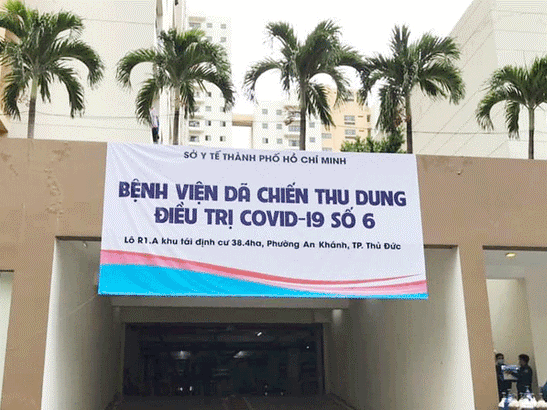 SỞ Y TẾ THÀNH PHỐ HỒ CHÍ MINH
BỆNH VIỆN DÃ CHIẾN THU DUNG
ĐIỀU TRỊ COVID-19 SỐ 6
Lô R1.A khu tái định cư 38.4ha, Phường An Khánh, TP. Thủ Đức